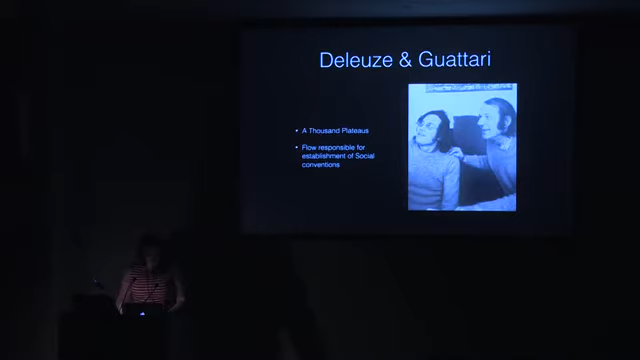 Deleuze & Guattari
• A Thousand Plateaus
• Flow responsible for
establishment of Social
conventions